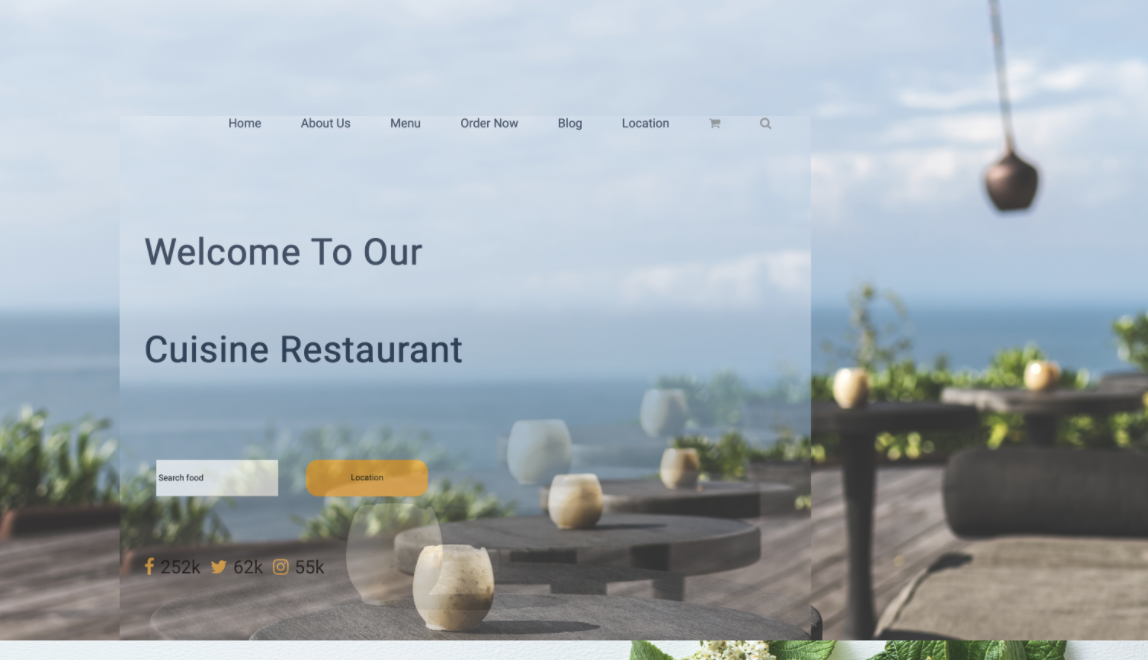 Home About Us Menu Order Now Blog Location
Welcome To Our
Cuisine Restaurant
Search food Location
252k 62k 55k